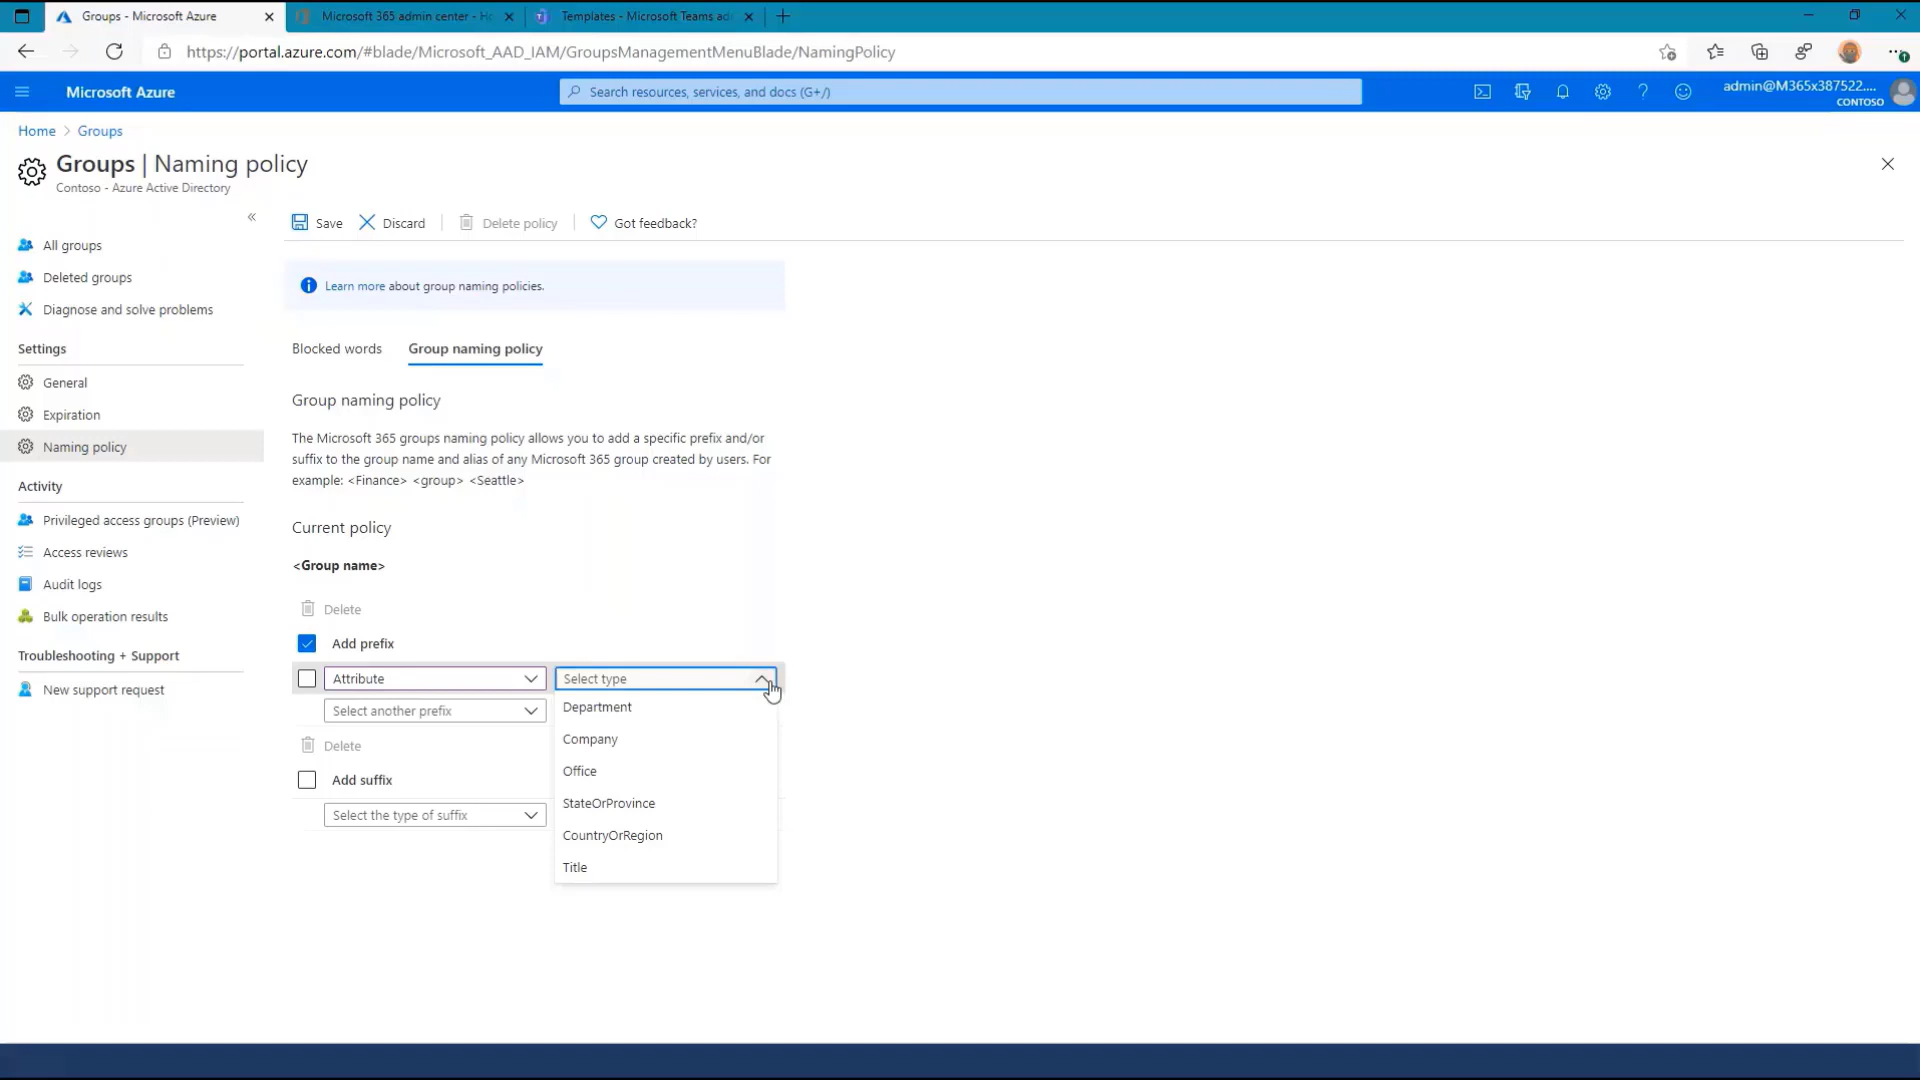 Groups - Microsoft Azure
Microsoft 365 admin center - Ho
Templates - Microsoft Teams ad
https://portal.azure.com/#blade/Microsoft_AAD_IAM/GroupsManagementMenuBlade/NamingPolicy
Microsoft Azure
Search resources, services, and docs (G+/)
admin@M365x387522....
CONTOSO
Home > Groups
Groups | Naming policy
Contoso - Azure Active Directory
All groups
Deleted groups
Diagnose and solve problems
Settings
General
Expiration
Naming policy
Activity
Privileged access groups (Preview)
Access reviews
Audit logs
Bulk operation results
Troubleshooting + Support
New support request
Save
Discard
Delete policy
Got feedback?
Learn more about group naming policies.
Blocked words
Group naming policy
Group naming policy
The Microsoft 365 groups naming policy allows you to add a specific prefix and/or
suffix to the group name and alias of any Microsoft 365 group created by users. For
example: <Finance> <group> <Seattle>
Current policy
<Group name>
Delete
Add prefix
Attribute
Select type
Select another prefix
Department
Company
Office
StateOrProvince
CountryOrRegion
Title
Delete
Add suffix
Select the type of suffix